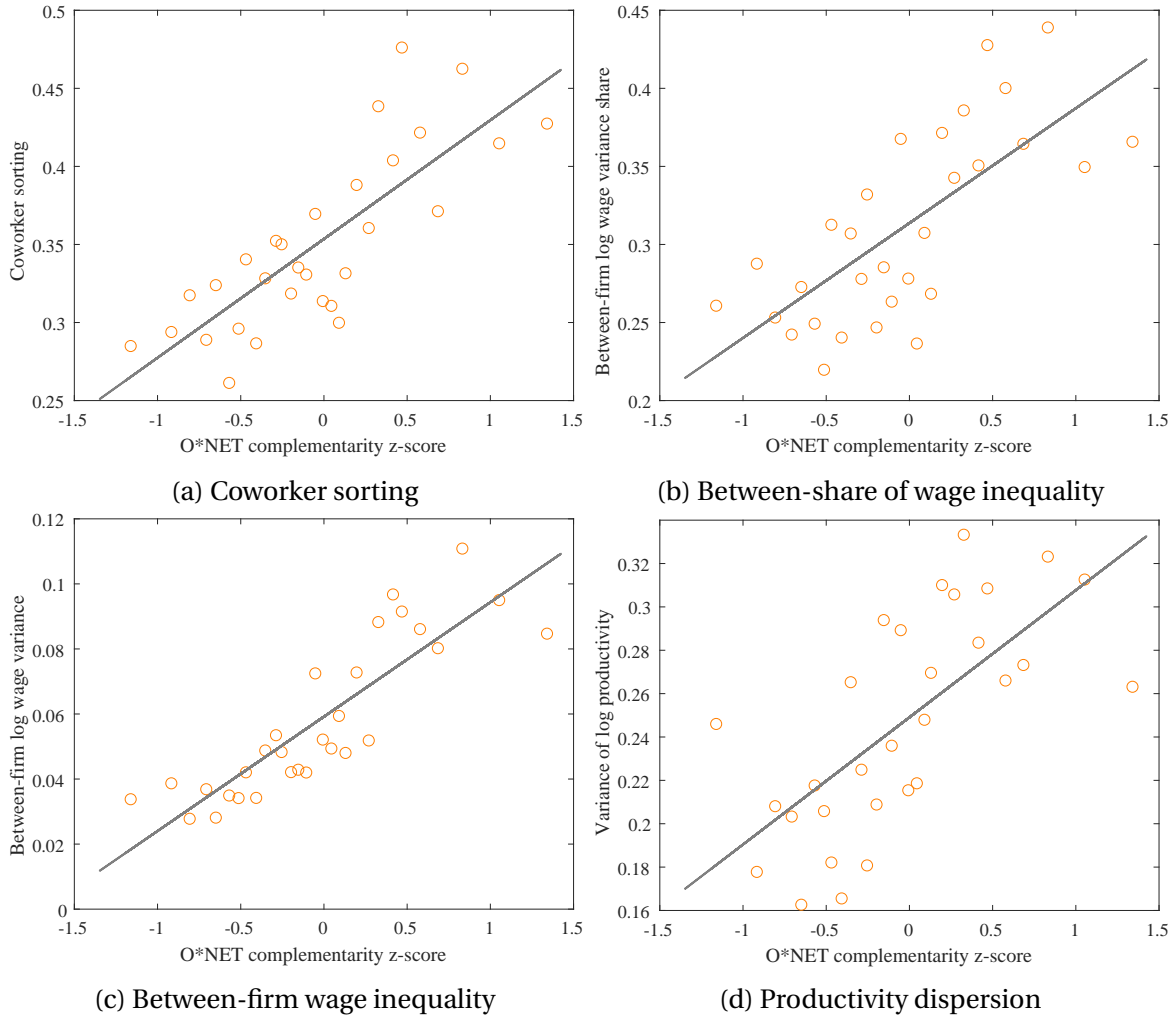 0.5
0.45
0.4
0.35
0.3
0.25
Coworker sorting
-1.5 -1 -0.5 0 0.5 1 1.5
O*NET complementarity z-score
(a) Coworker sorting
0.45
0.4
0.35
0.3
0.25
0.2
Between-firm log wage variance share
-1.5 -1 -0.5 0 0.5 1 1.5
O*NET complementarity z-score
(b) Between-share of wage inequality
0.12
0.1
0.08
0.06
0.04
0.02
0
Between-firm log wage variance
-1.5 -1 -0.5 0 0.5 1 1.5
O*NET complementarity z-score
(c) Between-firm wage inequality
0.32
0.3
0.28
0.26
0.24
0.22
0.2
0.18
0.16
Variance of log productivity
-1.5 -1 -0.5 0 0.5 1 1.5
O*NET complementarity z-score
(d) Productivity dispersion